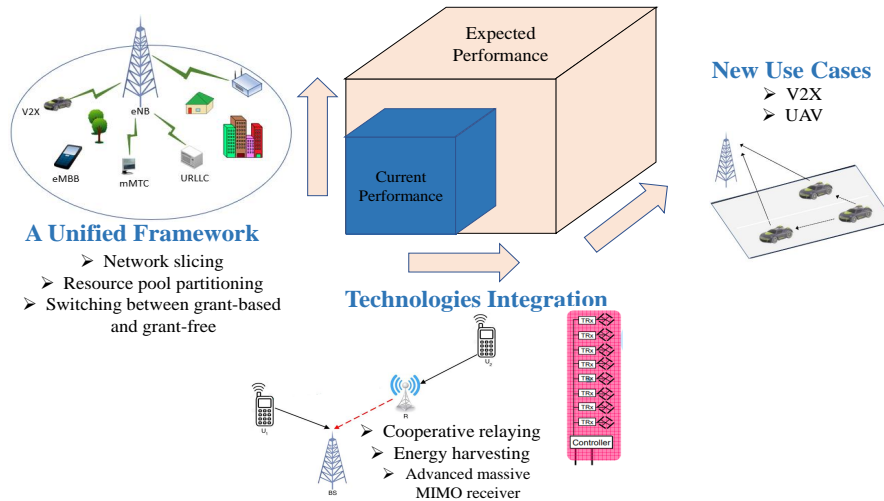 Expected
Performance
Current
Performance
V2X
eNB
eMBB
mMTC
URLLC
A Unified Framework
➢ Network slicing
➢ Resource pool partitioning
➢ Switching between grant-based
and grant-free
New Use Cases
➢ V2X
➢ UAV
Technologies Integration
U₂
R
U₁
BS
➢ Cooperative relaying
➢ Energy harvesting
➢ Advanced massive
MIMO receiver
TRx
TRx
TRx
TRx
TRx
TRx
TRx
TRx
Controller